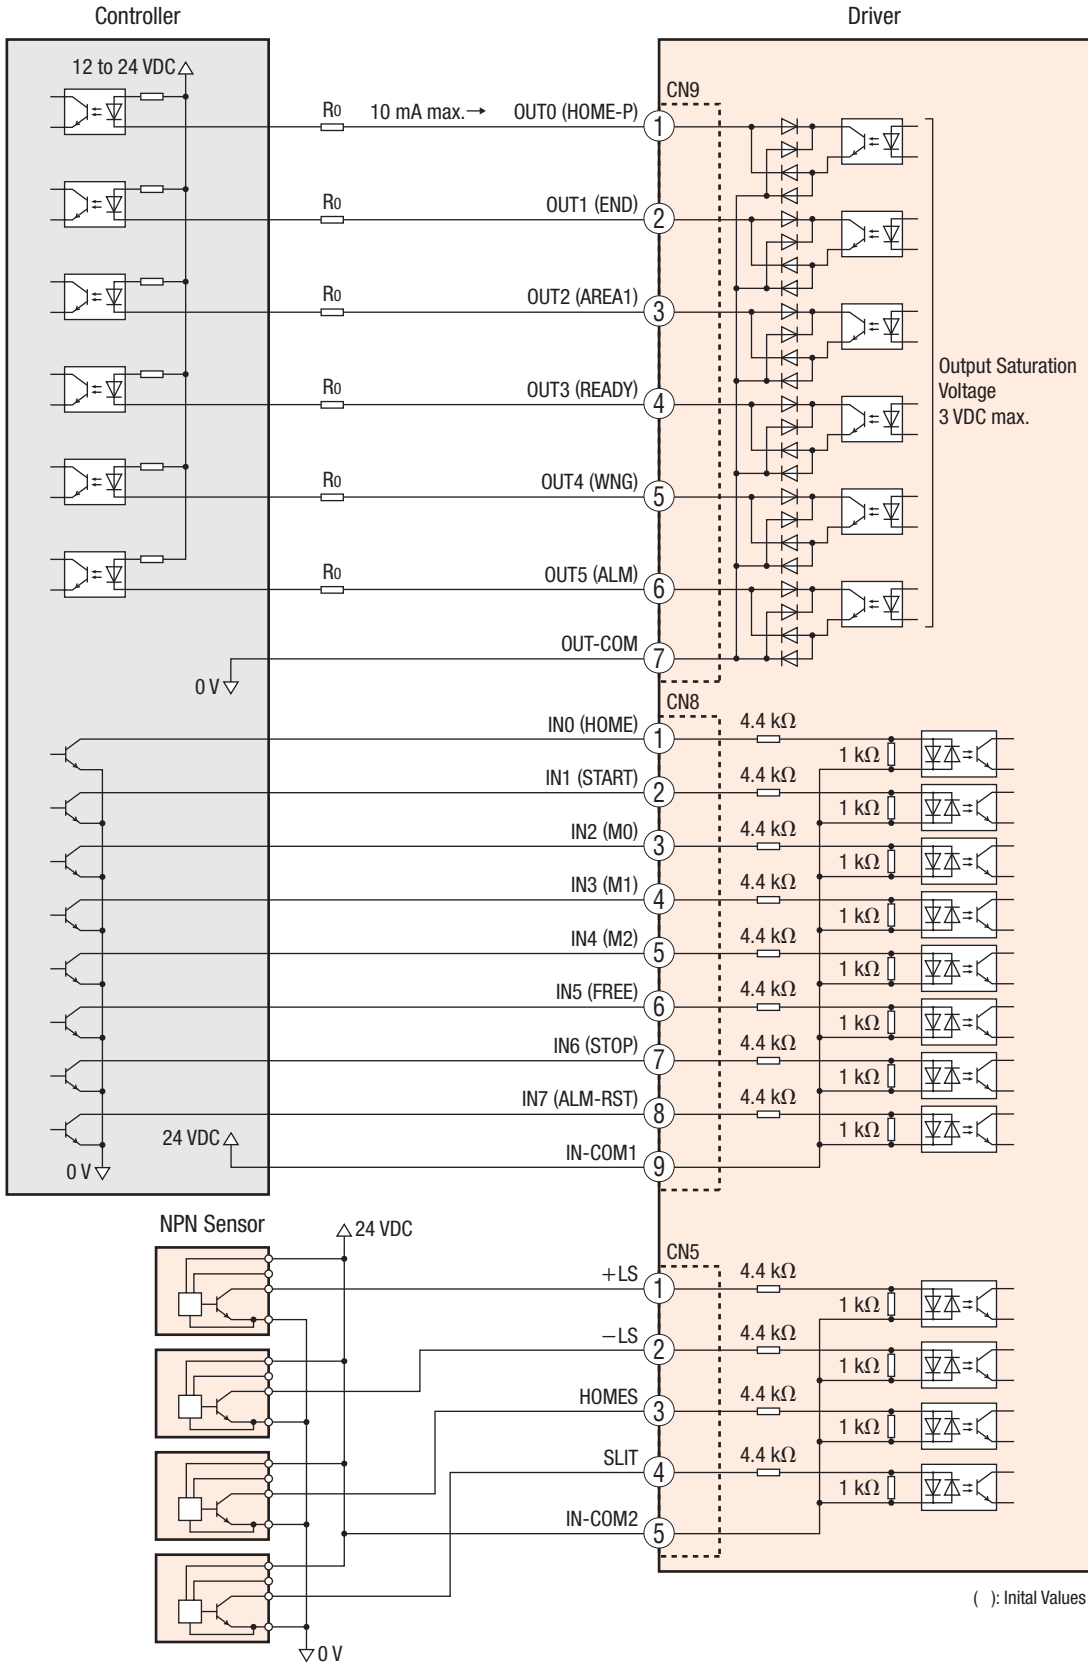 Controller
Driver
12 to 24 VDC
CN9
R0
10 mA max.→
OUT0 (HOME-P)
1
R0
OUT1 (END)
2
R0
OUT2 (AREA1)
3
R0
OUT3 (READY)
4
R0
OUT4 (WNG)
5
R0
OUT5 (ALM)
6
OUT-COM
7
0 V
Output Saturation
Voltage
3 VDC max.
CN8
IN0 (HOME)
1
4.4 kΩ
1 kΩ
IN1 (START)
2
4.4 kΩ
1 kΩ
IN2 (M0)
3
4.4 kΩ
1 kΩ
IN3 (M1)
4
4.4 kΩ
1 kΩ
IN4 (M2)
5
4.4 kΩ
1 kΩ
IN5 (FREE)
6
4.4 kΩ
1 kΩ
IN6 (STOP)
7
4.4 kΩ
1 kΩ
IN7 (ALM-RST)
8
4.4 kΩ
1 kΩ
24 VDC
IN-COM1
9
0 V
NPN Sensor
24 VDC
CN5
+LS
1
4.4 kΩ
1 kΩ
−LS
2
4.4 kΩ
1 kΩ
HOMES
3
4.4 kΩ
1 kΩ
SLIT
4
4.4 kΩ
1 kΩ
IN-COM2
5
0 V
( ): Inital Values